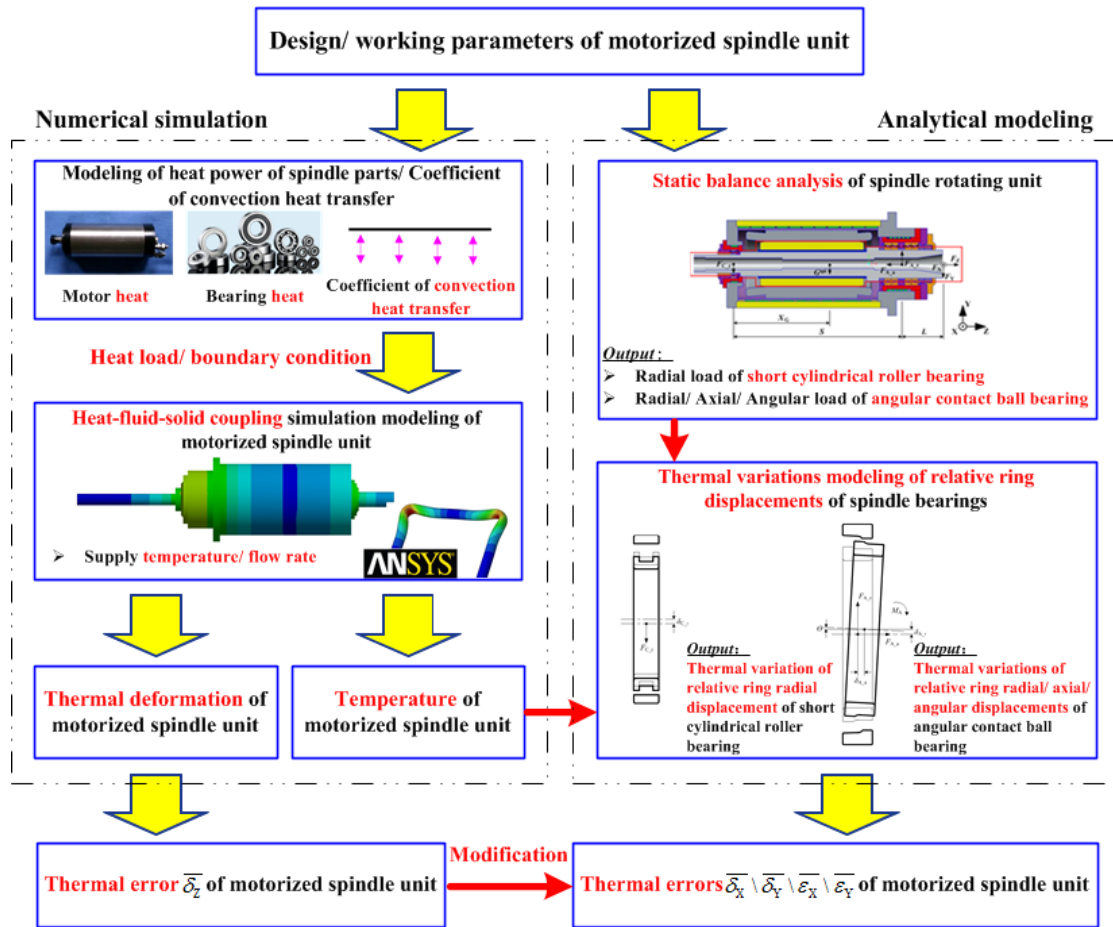 Design/ working parameters of motorized spindle unit
Numerical simulation
Modeling of heat power of spindle parts/ Coefficient
of convection heat transfer
Motor heat
Bearing heat
Coefficient of convection
heat transfer
Heat load/ boundary condition
Heat-fluid-solid coupling simulation modeling of
motorized spindle unit
➢ Supply temperature/ flow rate
ANSYS
Thermal deformation of
motorized spindle unit
Temperature of
motorized spindle unit
Analytical modeling
Static balance analysis of spindle rotating unit
X_G
S
L
Y
X
Z
Output:
➢ Radial load of short cylindrical roller bearing
➢ Radial/ Axial/ Angular load of angular contact ball bearing
Thermal variations modeling of relative ring
displacements of spindle bearings
Output:
Thermal variation of
relative ring radial
displacement of short
cylindrical roller
bearing
Output:
Thermal variations of
relative ring radial/ axial/
angular displacements of
angular contact ball
bearing
Thermal error δ̅_Z of motorized spindle unit
Modification
Thermal errors δ̅_X \ δ̅_Y \ ε̅_X \ ε̅_Y of motorized spindle unit